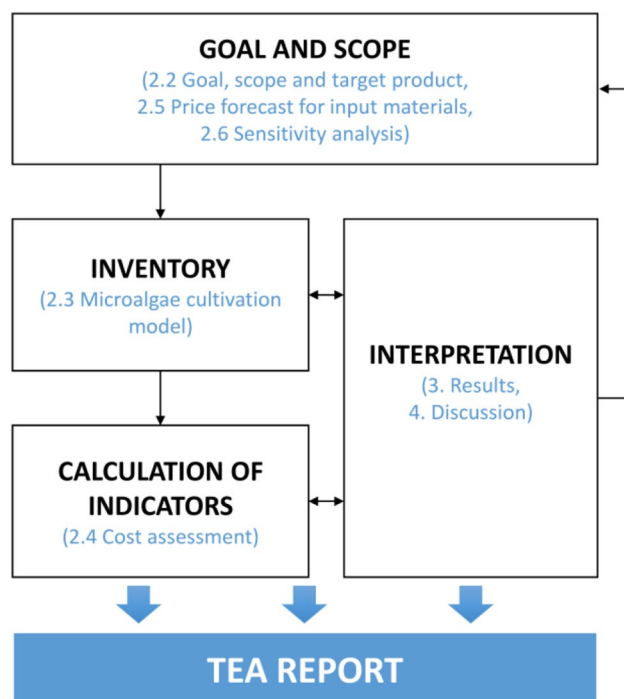 GOAL AND SCOPE
(2.2 Goal, scope and target product,
2.5 Price forecast for input materials,
2.6 Sensitivity analysis)
INVENTORY
(2.3 Microalgae cultivation
model)
INTERPRETATION
(3. Results,
4. Discussion)
CALCULATION OF
INDICATORS
(2.4 Cost assessment)
TEA REPORT